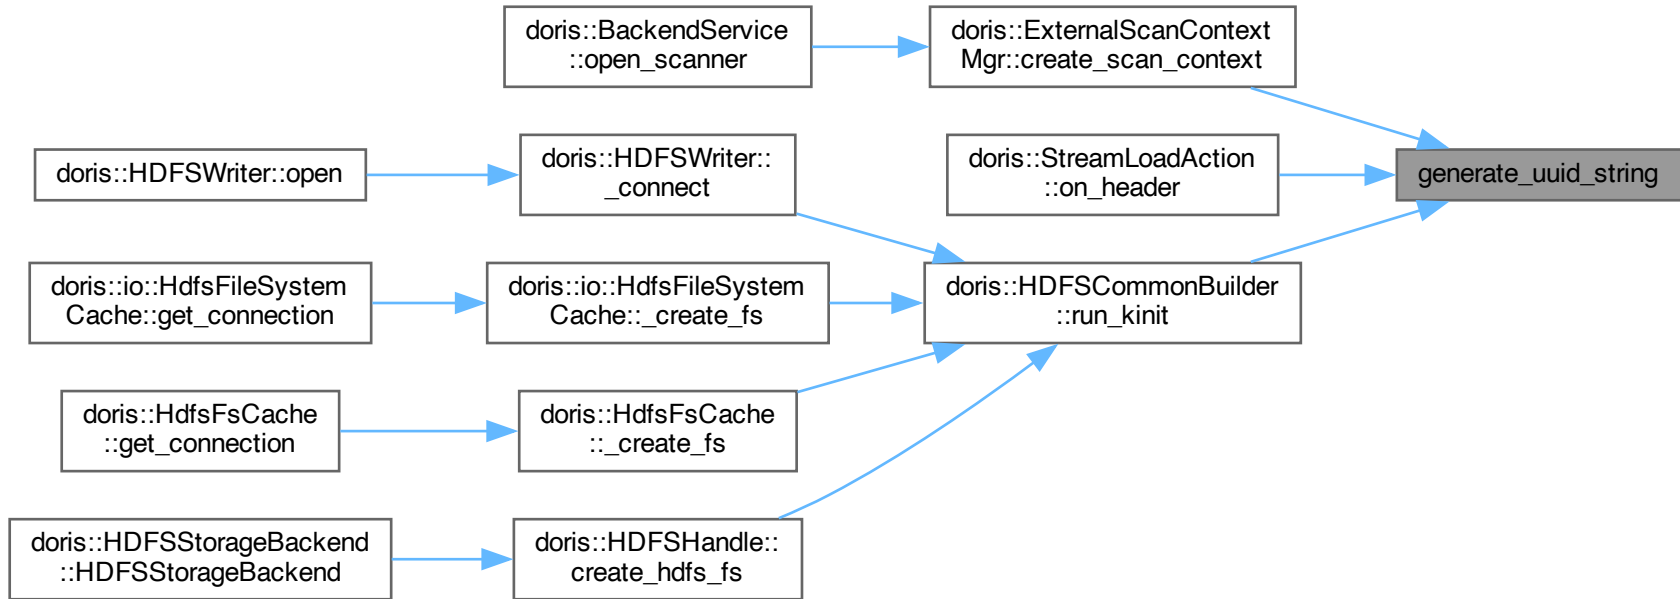 doris::BackendService
::open_scanner
doris::ExternalScanContext
Mgr::create_scan_context
doris::HDFSWriter::open
doris::HDFSWriter::
_connect
doris::StreamLoadAction
::on_header
generate_uuid_string
doris::io::HdfsFileSystem
Cache::get_connection
doris::io::HdfsFileSystem
Cache::_create_fs
doris::HDFSCommonBuilder
::run_kinit
doris::HdfsFsCache
::get_connection
doris::HdfsFsCache
::_create_fs
doris::HDFSStorageBackend
::HDFSStorageBackend
doris::HDFSHandle::
create_hdfs_fs